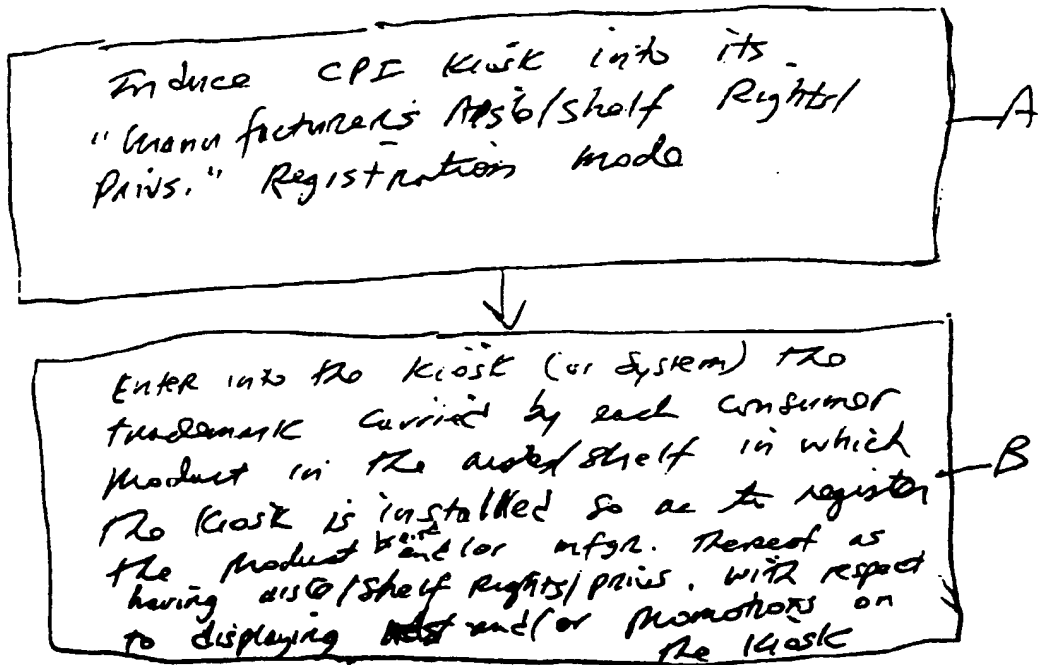 Induce CPI Kiosk into its
"Manufacturer's Aisle/Shelf Rights/
Privs." Registration mode
A
Enter into the Kiosk (or System) the
trademark carried by each consumer
product in the aisle/shelf in which
the Kiosk is installed so as to register
the product brand and/or mfgr. thereof as
having aisle/shelf Rights/privs. with respect
to displaying and/or promotions on
the Kiosk
B